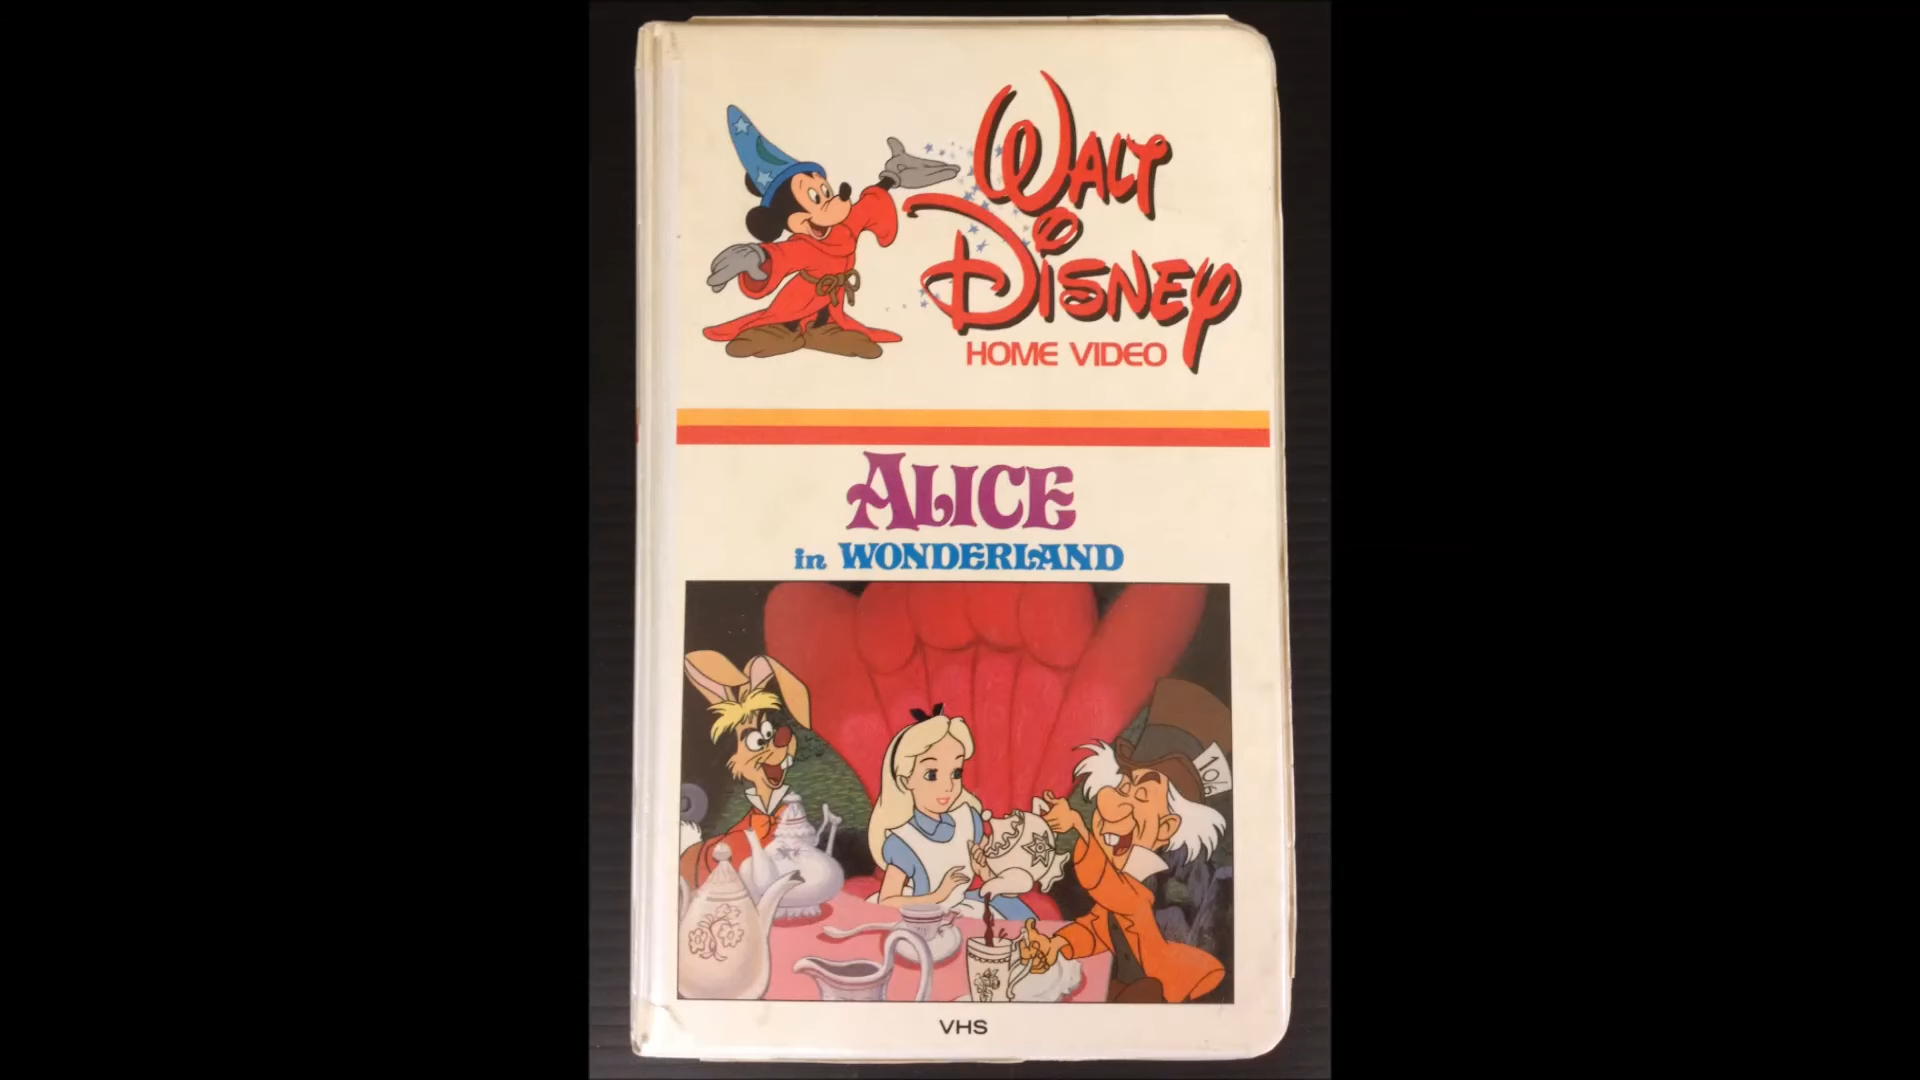 WALT
DISNEY
HOME VIDEO
ALICE
in WONDERLAND
10/6
VHS